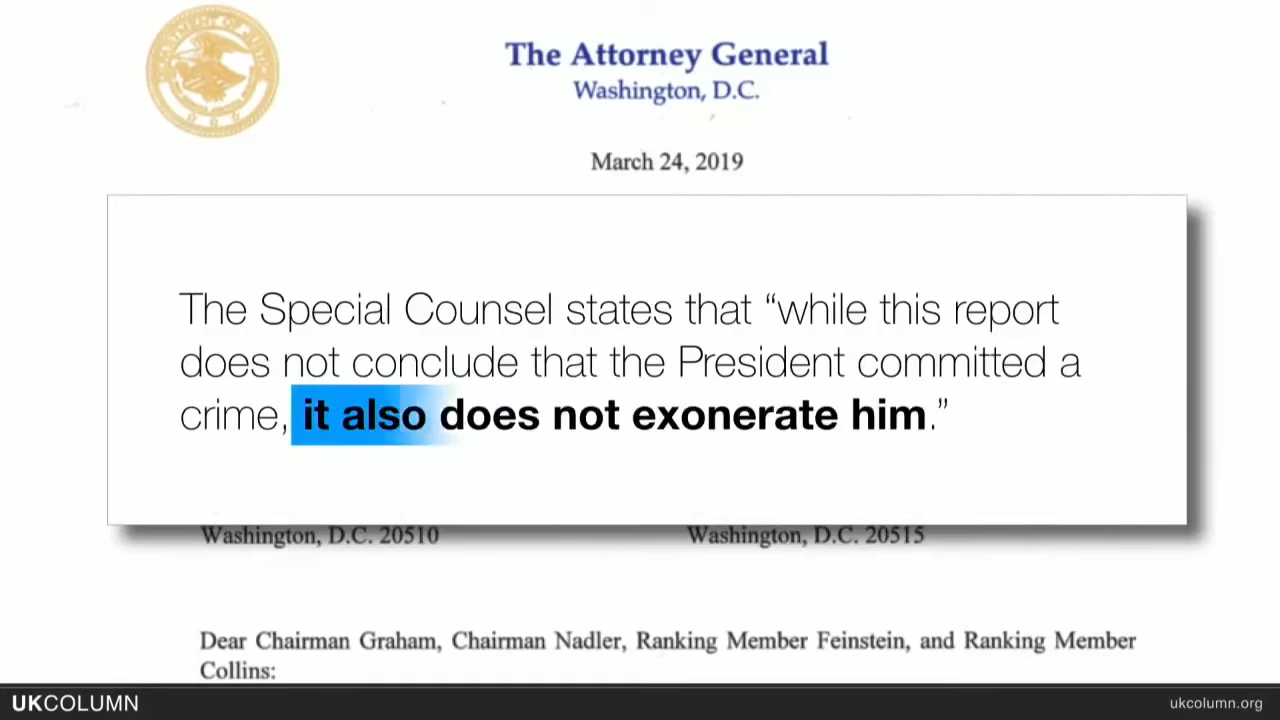 The Attorney General
Washington, D.C.
March 24, 2019
The Special Counsel states that “while this report
does not conclude that the President committed a
crime, it also does not exonerate him.”
Washington, D.C. 20510
Washington, D.C. 20515
Dear Chairman Graham, Chairman Nadler, Ranking Member Feinstein, and Ranking Member
Collins:
UKCOLUMN
ukcolumn.org